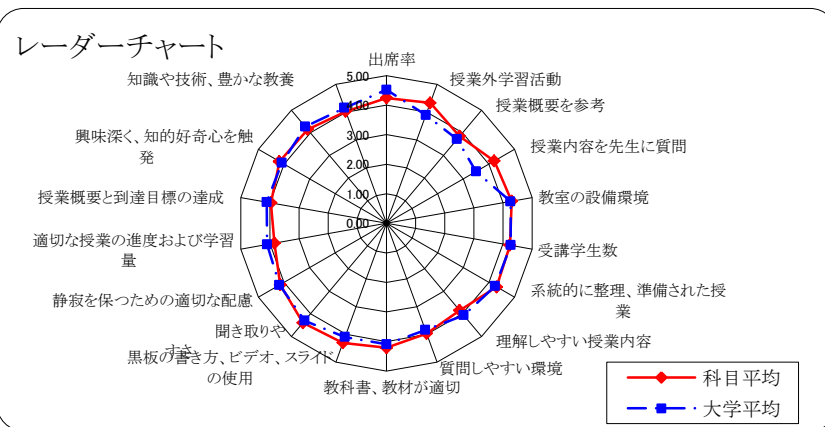 レーダーチャート
出席率
授業外学習活動
授業概要を参考
授業内容を先生に質問
教室の設備環境
受講学生数
系統的に整理、準備された授
業
理解しやすい授業内容
質問しやすい環境
教科書、教材が適切
黒板の書き方、ビデオ、スライド
の使用
聞き取りや
すさ
静寂を保つための適切な配慮
適切な授業の進度および学習
量
授業概要と到達目標の達成
興味深く、知的好奇心を触
発
知識や技術、豊かな教養
5.00
4.00
3.00
2.00
1.00
0.00
科目平均
大学平均